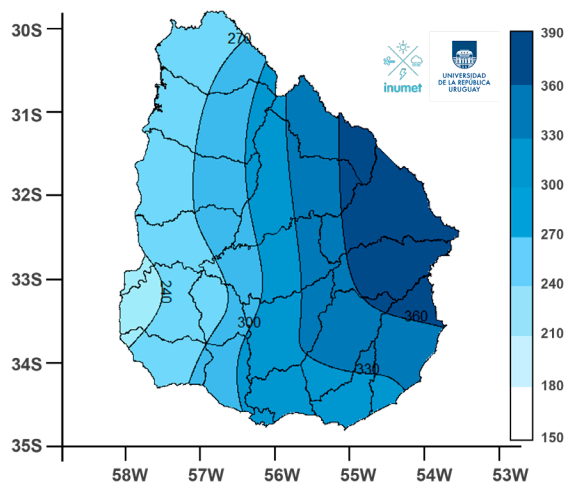 30S
31S
32S
33S
34S
35S
58W
57W
56W
55W
54W
53W
270
240
300
360
330
inumet
UNIVERSIDAD
DE LA REPÚBLICA
URUGUAY
390
360
330
300
270
240
210
180
150